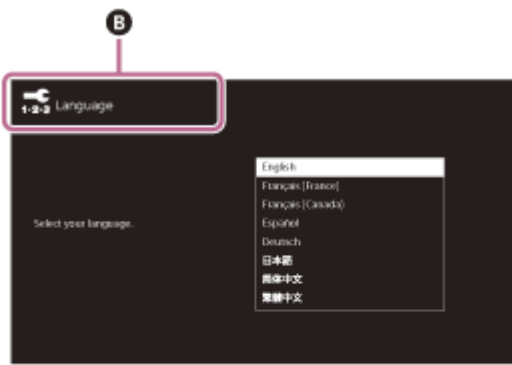 B
1-2-3 Language
Select your language.
English
Français (France)
Français (Canada)
Español
Deutsch
日本語
简体中文
繁體中文